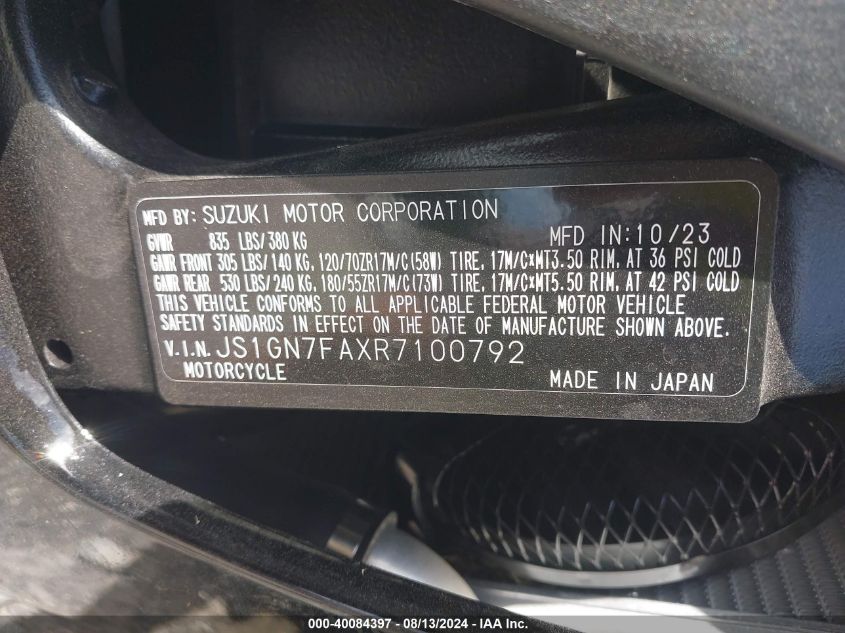 MFD BY: SUZUKI MOTOR CORPORATION
GVWR 835 LBS/380 KG MFD IN:10/23
GAWR FRONT 305 LBS/140 KG, 120/70ZR17M/C(58W) TIRE, 17M/C×MT3.50 RIM, AT 36 PSI COLD
GAWR REAR 530 LBS/240 KG, 180/55ZR17M/C(73W) TIRE, 17M/C×MT5.50 RIM, AT 42 PSI COLD
THIS VEHICLE CONFORMS TO ALL APPLICABLE FEDERAL MOTOR VEHICLE
SAFETY STANDARDS IN EFFECT ON THE DATE OF MANUFACTURE SHOWN ABOVE.
V.I.N. JS1GN7FAXR7100792
MOTORCYCLE MADE IN JAPAN
000-40084397 - 08/13/2024 - IAA Inc.